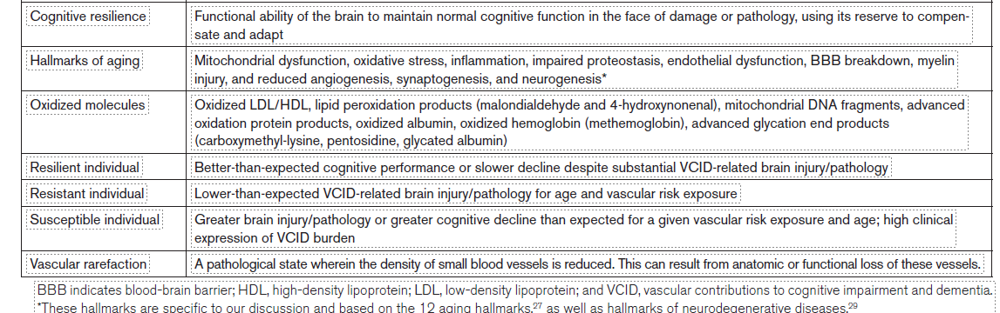 Cognitive resilience
Functional ability of the brain to maintain normal cognitive function in the face of damage or pathology, using its reserve to compen-
sate and adapt
Hallmarks of aging
Mitochondrial dysfunction, oxidative stress, inflammation, impaired proteostasis, endothelial dysfunction, BBB breakdown, myelin
injury, and reduced angiogenesis, synaptogenesis, and neurogenesis*
Oxidized molecules
Oxidized LDL/HDL, lipid peroxidation products (malondialdehyde and 4-hydroxynonenal), mitochondrial DNA fragments, advanced
oxidation protein products, oxidized albumin, oxidized hemoglobin (methemoglobin), advanced glycation end products
(carboxymethyl-lysine, pentosidine, glycated albumin)
Resilient individual
Better-than-expected cognitive performance or slower decline despite substantial VCID-related brain injury/pathology
Resistant individual
Lower-than-expected VCID-related brain injury/pathology for age and vascular risk exposure
Susceptible individual
Greater brain injury/pathology or greater cognitive decline than expected for a given vascular risk exposure and age; high clinical
expression of VCID burden
Vascular rarefaction
A pathological state wherein the density of small blood vessels is reduced. This can result from anatomic or functional loss of these vessels.
BBB indicates blood-brain barrier; HDL, high-density lipoprotein; LDL, low-density lipoprotein; and VCID, vascular contributions to cognitive impairment and dementia.
*These hallmarks are specific to our discussion and based on the 12 aging hallmarks,27 as well as hallmarks of neurodegenerative diseases.29